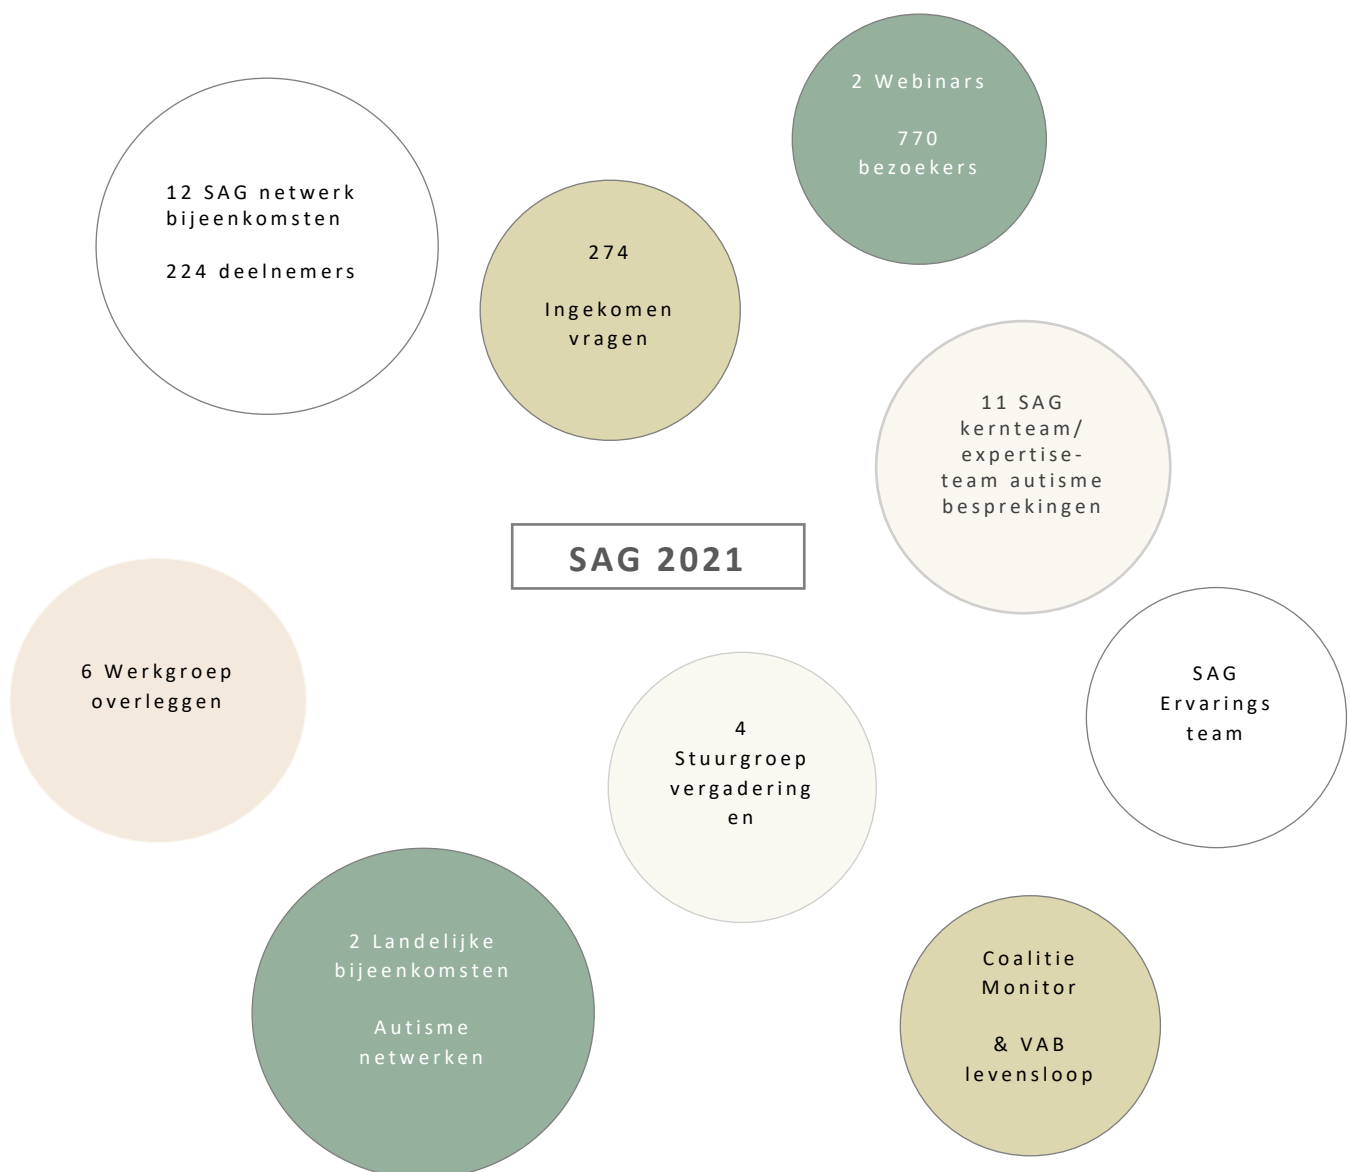 2 Webinars
770
bezoekers
12 SAG netwerk
bijeenkomsten
224 deelnemers
274
Ingekomen
vragen
11 SAG
kernteam/
expertise-
team autisme
besprekingen
SAG 2021
6 Werkgroep
overleggen
SAG
Ervarings
team
4
Stuurgroep
vergadering
en
2 Landelijke
bijeenkomsten
Autisme
netwerken
Coalitie
Monitor
& VAB
levensloop